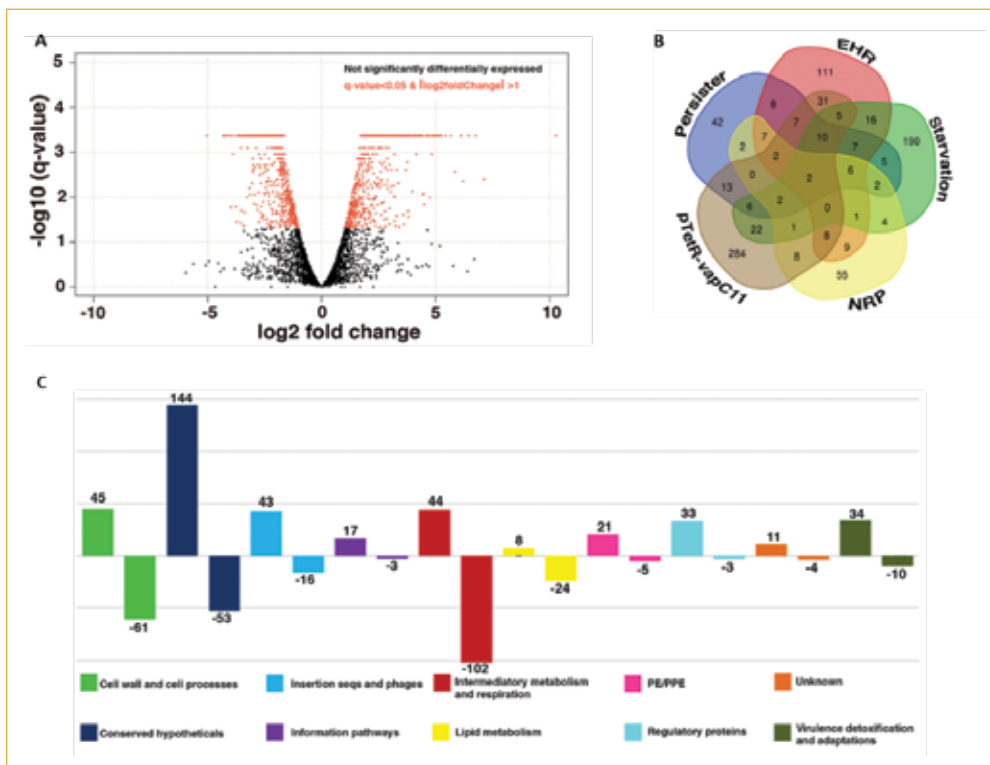 A
5
4
3
2
1
0
-log10 (q-value)
Not significantly differentially expressed
q-value<0.05 & |log2foldChange| >1
-10
-5
0
5
10
log2 fold change
B
EHR
Persister
Starvation
pTetR-vapC11
NRP
111
8
31
5
16
42
7
7
10
7
190
2
2
6
5
0
2
2
13
6
2
0
1
4
22
1
8
9
284
8
55
C
144
45
43
17
44
8
21
33
11
34
-61
-53
-16
-3
-102
-24
-5
-3
-4
-10
Cell wall and cell processes
Insertion seqs and phages
Intermediatory metabolism
and respiration
PE/PPE
Unknown
Conserved hypotheticals
Information pathways
Lipid metabolism
Regulatory proteins
Virulence detoxification
and adaptations